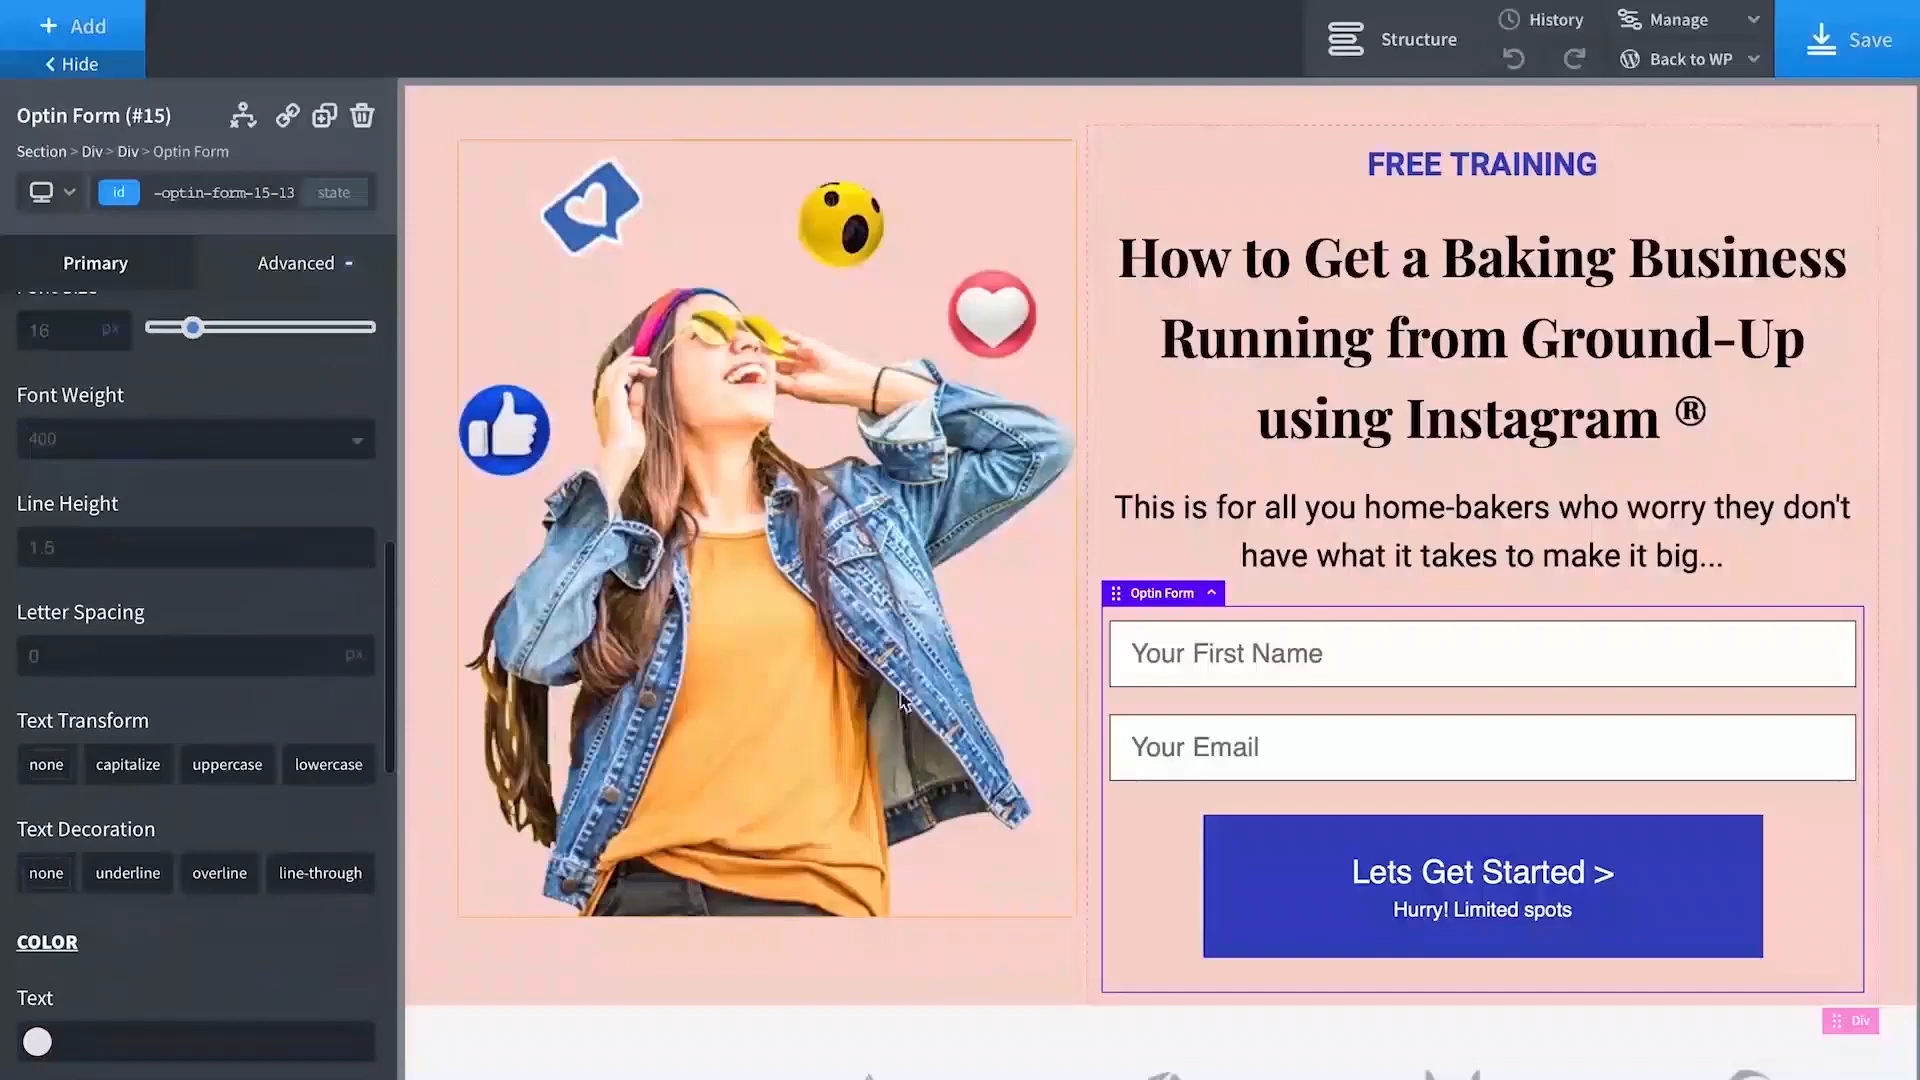 + Add
Hide
Structure
History
Manage
Back to WP
Save
Optin Form (#15)
Section > Div > Div > Optin Form
id
-optin-form-15-13
state
Primary
Advanced
16
px
Font Weight
400
Line Height
1.5
Letter Spacing
0
px
Text Transform
none
capitalize
uppercase
lowercase
Text Decoration
none
underline
overline
line-through
COLOR
Text
FREE TRAINING
How to Get a Baking Business
Running from Ground-Up
using Instagram ®
This is for all you home-bakers who worry they don't
have what it takes to make it big...
Optin Form
Your First Name
Your Email
Lets Get Started >
Hurry! Limited spots
Div